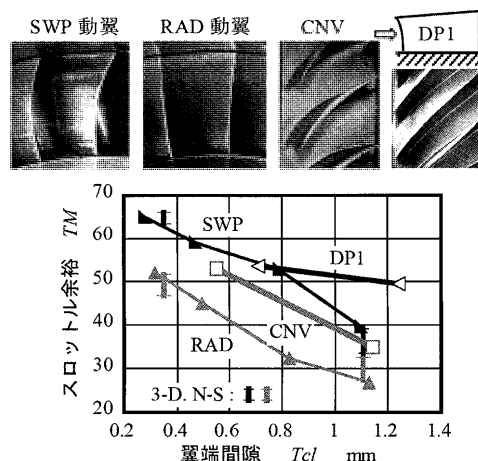 SWP 動翼 RAD 動翼 CNV DP1
70
60
50
40
30
20
スロットル余裕 TM
SWP
DP1
CNV
RAD
3-D. N-S :
0.2 0.4 0.6 0.8 1.0 1.2 1.4
翼端間隙 Tcl mm